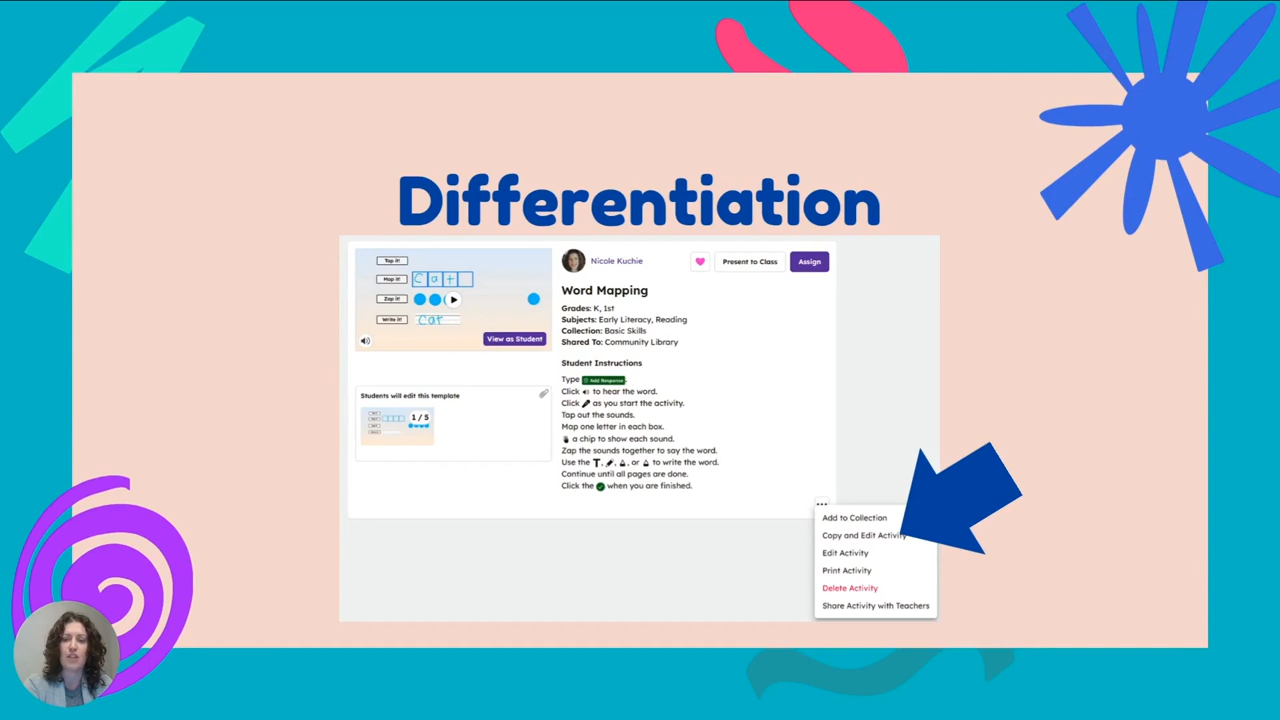 Differentiation
Tap it!
Map it!
C a t
Zap it!
Write it!
cat
View as Student
Students will edit this template
1 / 5
Nicole Kuchie
Present to Class
Assign
Word Mapping
Grades: K, 1st
Subjects: Early Literacy, Reading
Collection: Basic Skills
Shared To: Community Library
Student Instructions
Type Add Response.
Click to hear the word.
Click as you start the activity.
Tap out the sounds.
Map one letter in each box.
a chip to show each sound.
Zap the sounds together to say the word.
Use the T, , , or to write the word.
Continue until all pages are done.
Click the when you are finished.
Add to Collection
Copy and Edit Activity
Edit Activity
Print Activity
Delete Activity
Share Activity with Teachers